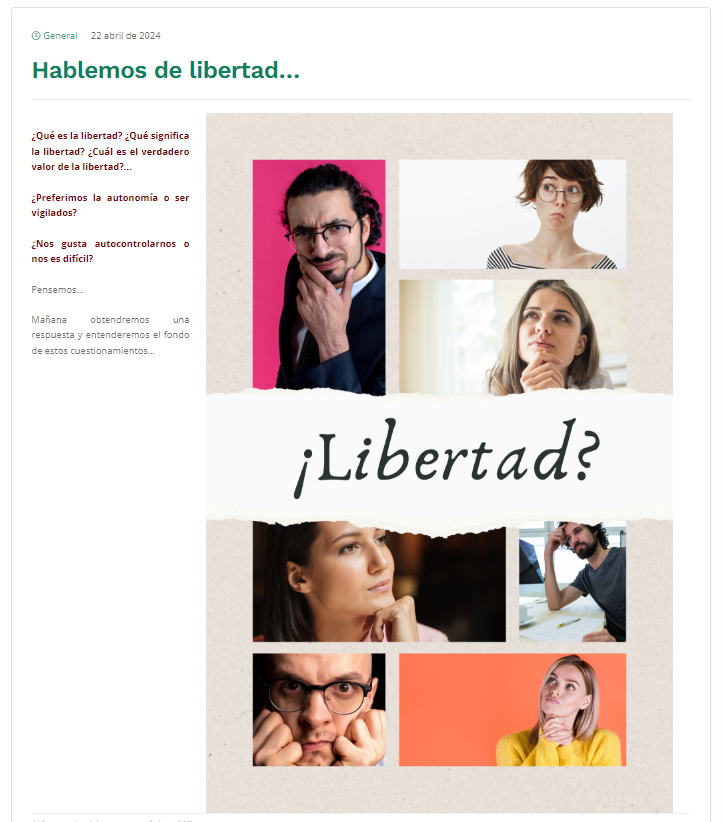 General 22 abril de 2024
Hablemos de libertad...
¿Qué es la libertad? ¿Qué significa
la libertad? ¿Cuál es el verdadero
valor de la libertad?...
¿Preferimos la autonomía o ser
vigilados?
¿Nos gusta autocontrolarnos o
nos es difícil?
Pensemos...
Mañana obtendremos una
respuesta y entenderemos el fondo
de estos cuestionamientos...
¡Libertad?